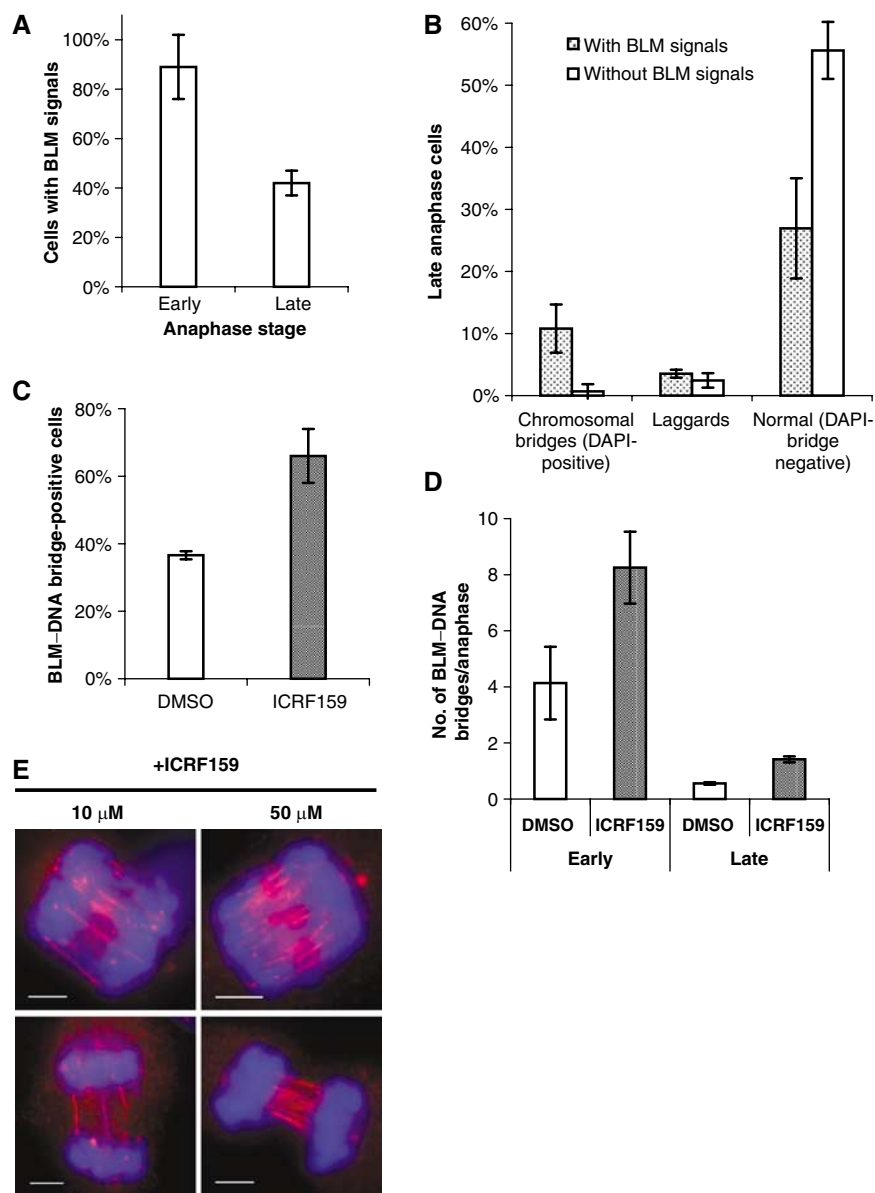 A
100%
80%
60%
40%
20%
0%
Cells with BLM signals
Early
Late
Anaphase stage
B
60%
50%
40%
30%
20%
10%
0%
Late anaphase cells
With BLM signals
Without BLM signals
Chromosomal
bridges (DAPI-
positive)
Laggards
Normal (DAPI-
bridge
negative)
C
80%
60%
40%
20%
0%
BLM–DNA bridge-positive cells
DMSO
ICRF159
D
10
8
6
4
2
0
No. of BLM–DNA
bridges/anaphase
DMSO
ICRF159
DMSO
ICRF159
Early
Late
E
+ICRF159
10 μM
50 μM